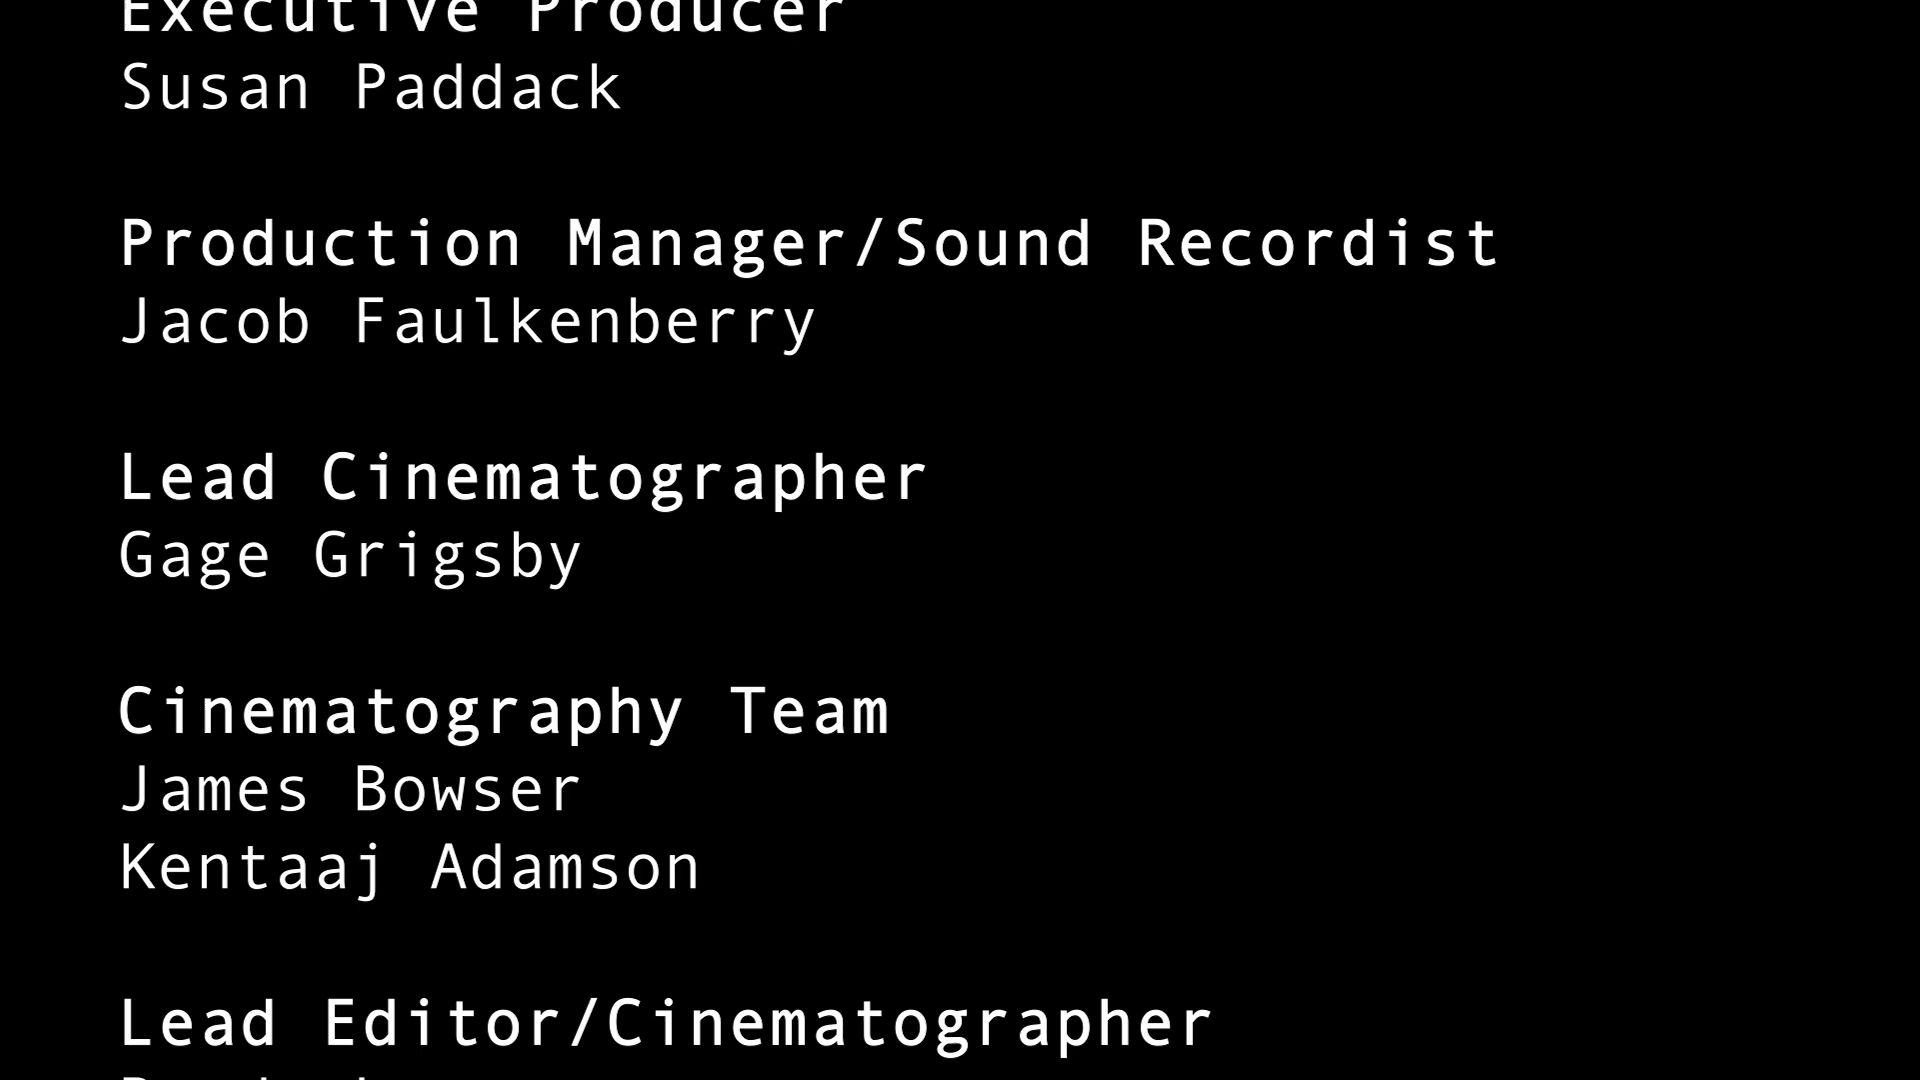 Executive Producer
Susan Paddack
Production Manager/Sound Recordist
Jacob Faulkenberry
Lead Cinematographer
Gage Grigsby
Cinematography Team
James Bowser
Kentaaj Adamson
Lead Editor/Cinematographer